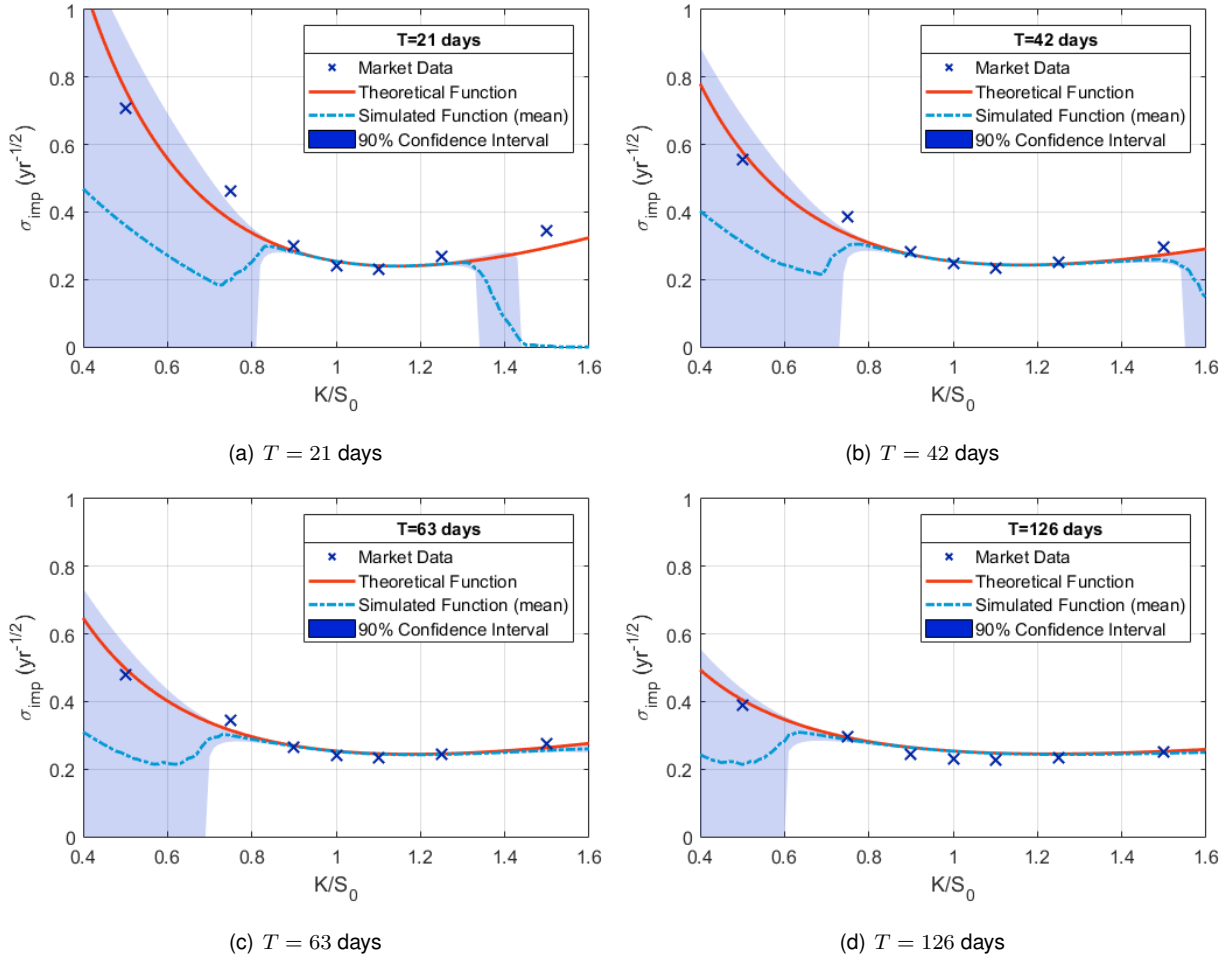 T=21 days
Market Data
Theoretical Function
Simulated Function (mean)
90% Confidence Interval
σimp (yr-1/2)
1
0.8
0.6
0.4
0.2
0
0.4 0.6 0.8 1 1.2 1.4 1.6
K/S0
(a) T = 21 days
T=42 days
Market Data
Theoretical Function
Simulated Function (mean)
90% Confidence Interval
σimp (yr-1/2)
1
0.8
0.6
0.4
0.2
0
0.4 0.6 0.8 1 1.2 1.4 1.6
K/S0
(b) T = 42 days
T=63 days
Market Data
Theoretical Function
Simulated Function (mean)
90% Confidence Interval
σimp (yr-1/2)
1
0.8
0.6
0.4
0.2
0
0.4 0.6 0.8 1 1.2 1.4 1.6
K/S0
(c) T = 63 days
T=126 days
Market Data
Theoretical Function
Simulated Function (mean)
90% Confidence Interval
σimp (yr-1/2)
1
0.8
0.6
0.4
0.2
0
0.4 0.6 0.8 1 1.2 1.4 1.6
K/S0
(d) T = 126 days